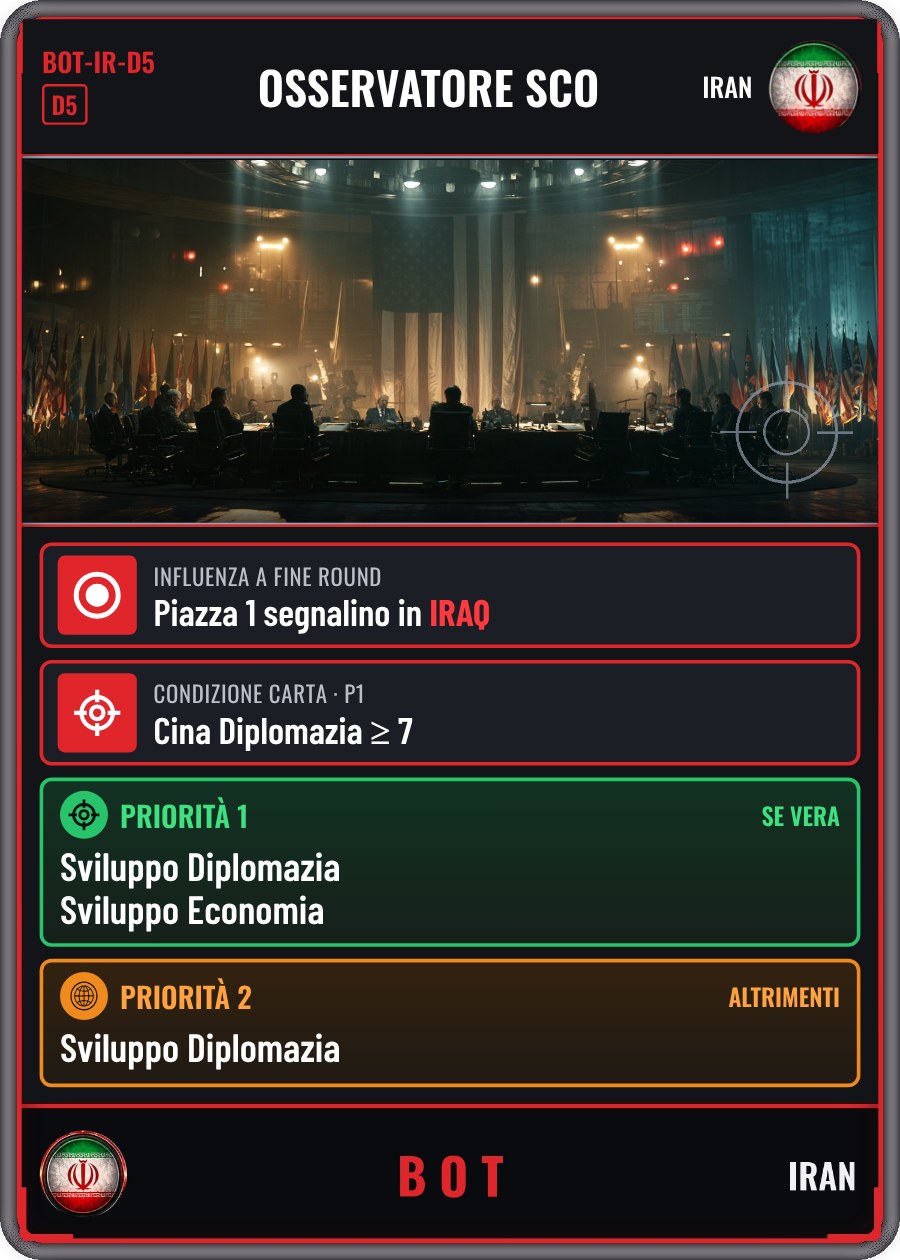 BOT-IR-D5
D5
OSSERVATORE SCO
IRAN
INFLUENZA A FINE ROUND
Piazza 1 segnalino in IRAQ
CONDIZIONE CARTA · P1
Cina Diplomazia ≥ 7
PRIORITÀ 1
SE VERA
Sviluppo Diplomazia
Sviluppo Economia
PRIORITÀ 2
ALTRIMENTI
Sviluppo Diplomazia
BOT
IRAN